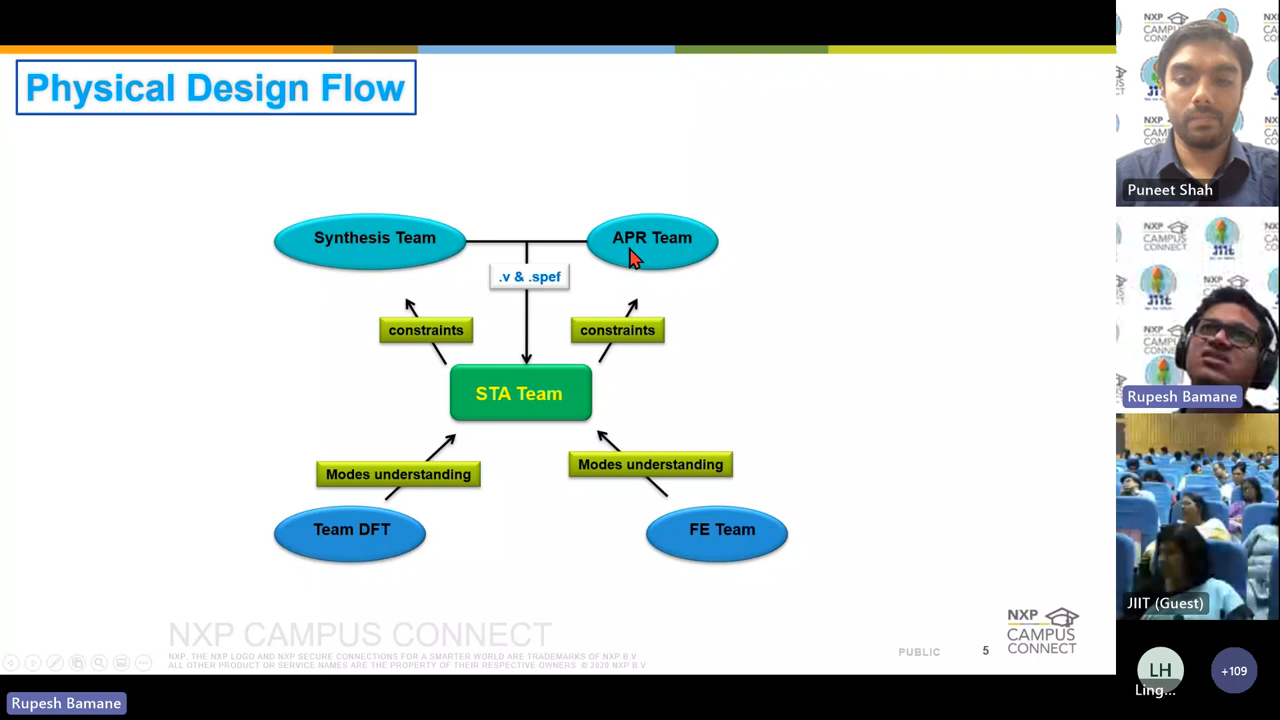 Physical Design Flow
Synthesis Team
APR Team
.v & .spef
constraints
constraints
STA Team
Modes understanding
Modes understanding
Team DFT
FE Team
NXP CAMPUS CONNECT
NXP, THE NXP LOGO AND NXP SECURE CONNECTIONS FOR A SMARTER WORLD ARE TRADEMARKS OF NXP B.V
ALL OTHER PRODUCT OR SERVICE NAMES ARE THE PROPERTY OF THEIR RESPECTIVE OWNERS. © 2020 NXP B.V.
PUBLIC
5
NXP
CAMPUS
CONNECT
Rupesh Bamane
Puneet Shah
Rupesh Bamane
JIIT (Guest)
LH
Ling...
+109